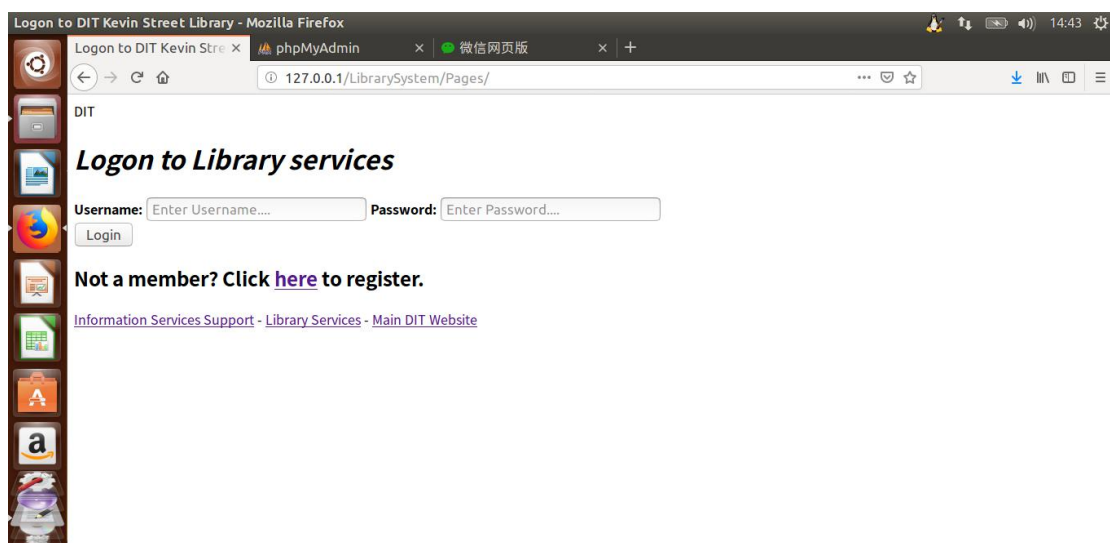 Logon to DIT Kevin Street Library - Mozilla Firefox 14:43
Logon to DIT Kevin Stre × phpMyAdmin × 微信网页版 × +
127.0.0.1/LibrarySystem/Pages/
DIT
Logon to Library services
Username: Enter Username.... Password: Enter Password....
Login
Not a member? Click here to register.
Information Services Support - Library Services - Main DIT Website